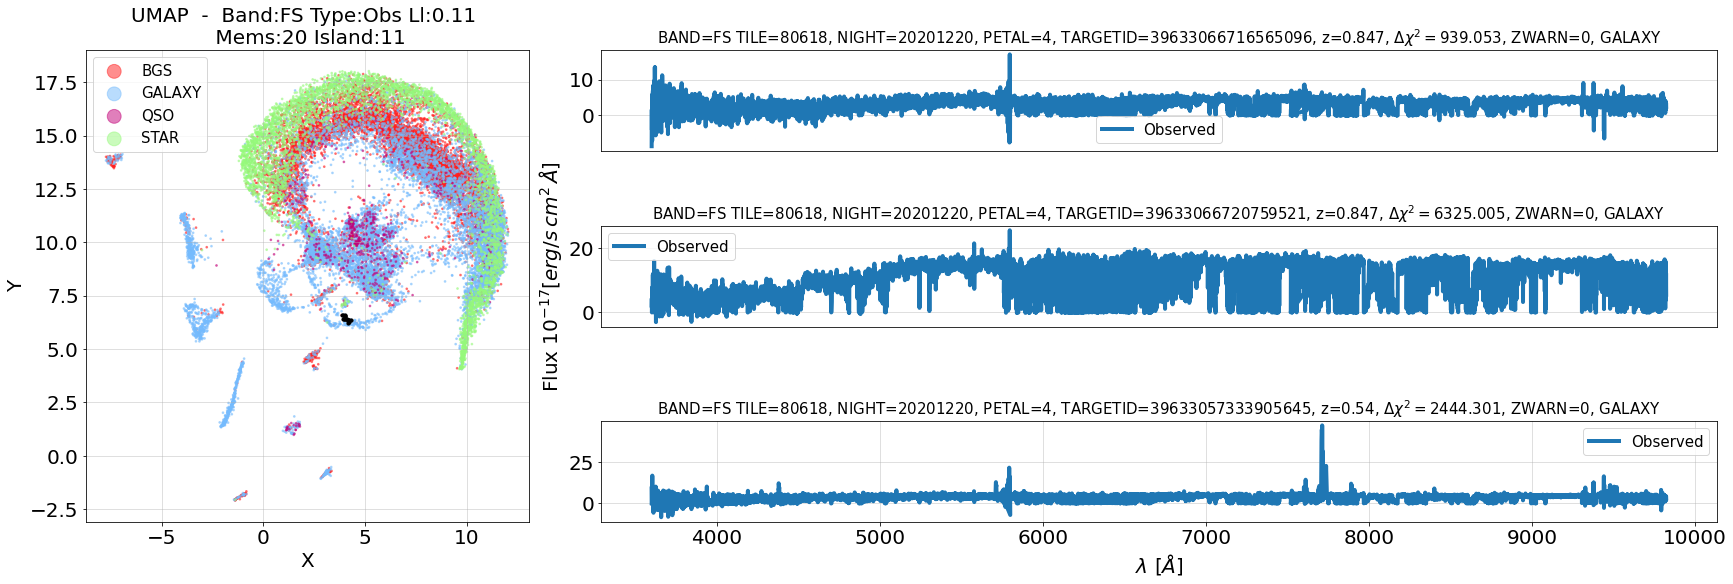 UMAP - Band:FS Type:Obs Ll:0.11
Mems:20 Island:11
BGS
GALAXY
QSO
STAR
17.5
15.0
12.5
10.0
7.5
5.0
2.5
0.0
−2.5
Y
−5
0
5
10
X
BAND=FS TILE=80618, NIGHT=20201220, PETAL=4, TARGETID=39633066716565096, z=0.847, Δχ² = 939.053, ZWARN=0, GALAXY
10
0
Observed
BAND=FS TILE=80618, NIGHT=20201220, PETAL=4, TARGETID=39633066720759521, z=0.847, Δχ² = 6325.005, ZWARN=0, GALAXY
20
0
Observed
Flux 10⁻¹⁷[erg/s cm² Å]
BAND=FS TILE=80618, NIGHT=20201220, PETAL=4, TARGETID=39633057333905645, z=0.54, Δχ² = 2444.301, ZWARN=0, GALAXY
25
0
Observed
4000
5000
6000
7000
8000
9000
10000
λ [Å]